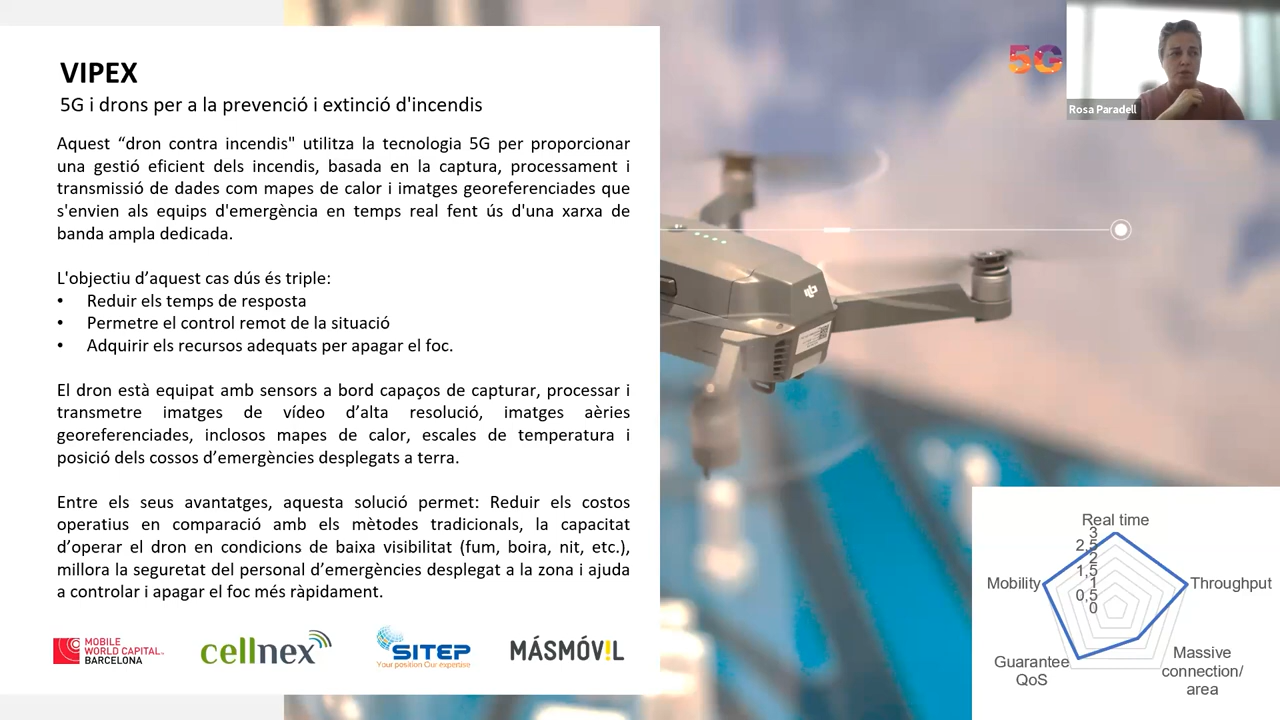 VIPEX
5G i drons per a la prevenció i extinció d'incendis
Aquest “dron contra incendis" utilitza la tecnologia 5G per proporcionar
una gestió eficient dels incendis, basada en la captura, processament i
transmissió de dades com mapes de calor i imatges georeferenciades que
s'envien als equips d'emergència en temps real fent ús d'una xarxa de
banda ampla dedicada.
L'objectiu d’aquest cas dús és triple:
• Reduir els temps de resposta
• Permetre el control remot de la situació
• Adquirir els recursos adequats per apagar el foc.
El dron està equipat amb sensors a bord capaços de capturar, processar i
transmetre imatges de vídeo d’alta resolució, imatges aèries
georeferenciades, inclosos mapes de calor, escales de temperatura i
posició dels cossos d’emergències desplegats a terra.
Entre els seus avantatges, aquesta solució permet: Reduir els costos
operatius en comparació amb els mètodes tradicionals, la capacitat
d’operar el dron en condicions de baixa visibilitat (fum, boira, nit, etc.),
millora la seguretat del personal d’emergències desplegat a la zona i ajuda
a controlar i apagar el foc més ràpidament.
MOBILE
WORLD CAPITAL
BARCELONA
cellnex
SITEP
Your position Our expertise
MÁSMÓV!L
5G
Rosa Paradell
Real time
3
2,5
2
1,5
1
0,5
0
Mobility
Throughput
Guarantee
QoS
Massive
connection/
area